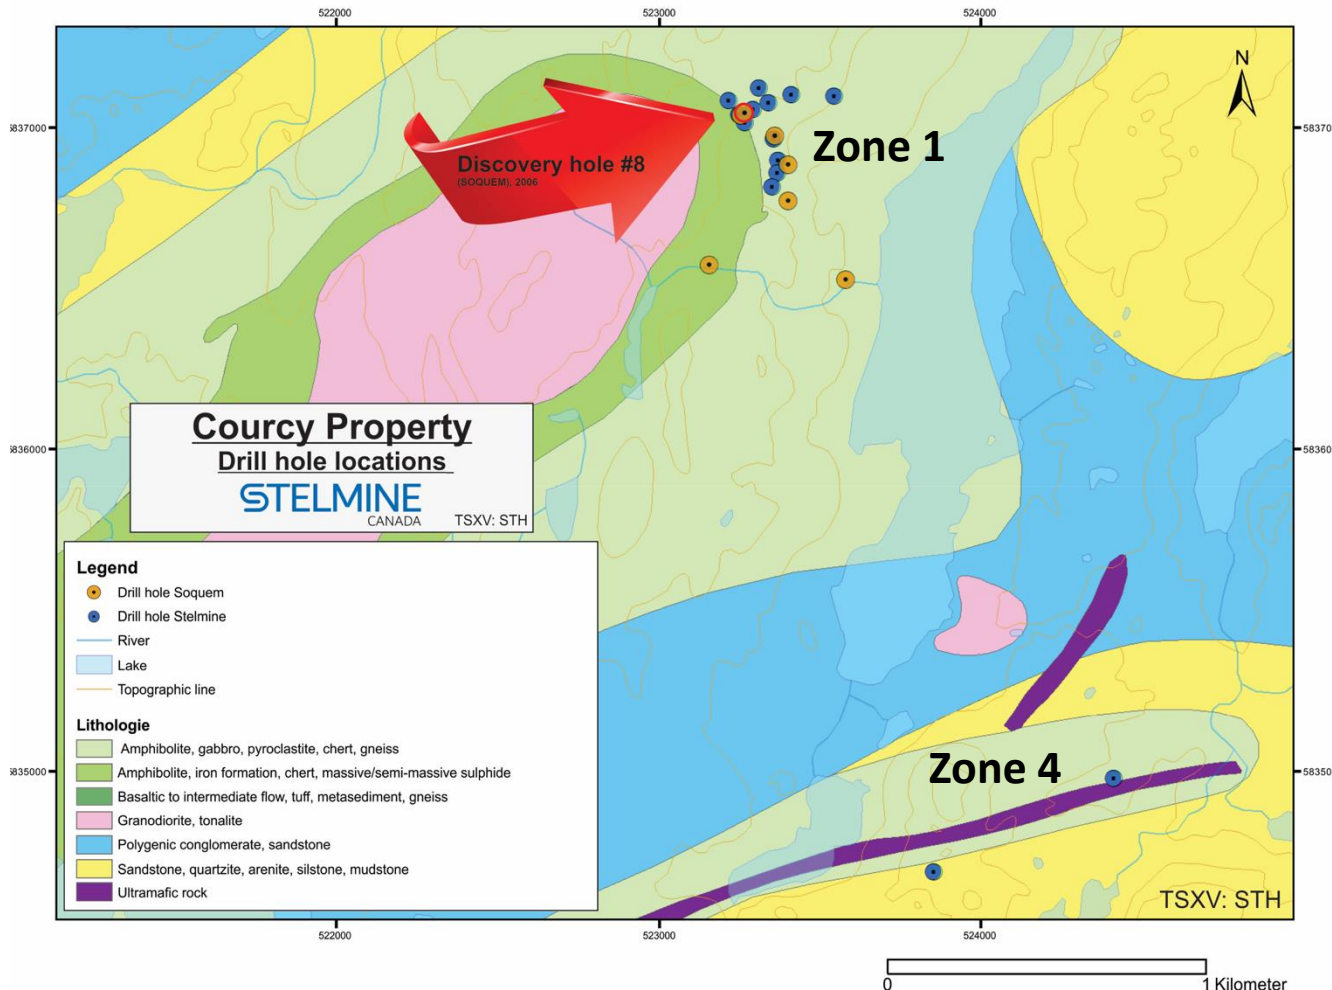 522000
523000
524000
N
5837000
58370
Zone 1
Discovery hole #8
(SOQUEM), 2006
Courcy Property
Drill hole locations
STELMINE
CANADA
TSXV: STH
5836000
58360
Legend
Drill hole Soquem
Drill hole Stelmine
River
Lake
Topographic line
Lithologie
Amphibolite, gabbro, pyroclastite, chert, gneiss
Amphibolite, iron formation, chert, massive/semi-massive sulphide
Basaltic to intermediate flow, tuff, metasediment, gneiss
Granodiorite, tonalite
Polygenic conglomerate, sandstone
Sandstone, quartzite, arenite, silstone, mudstone
Ultramafic rock
Zone 4
5835000
58350
TSXV: STH
522000
523000
524000
0
1 Kilometer